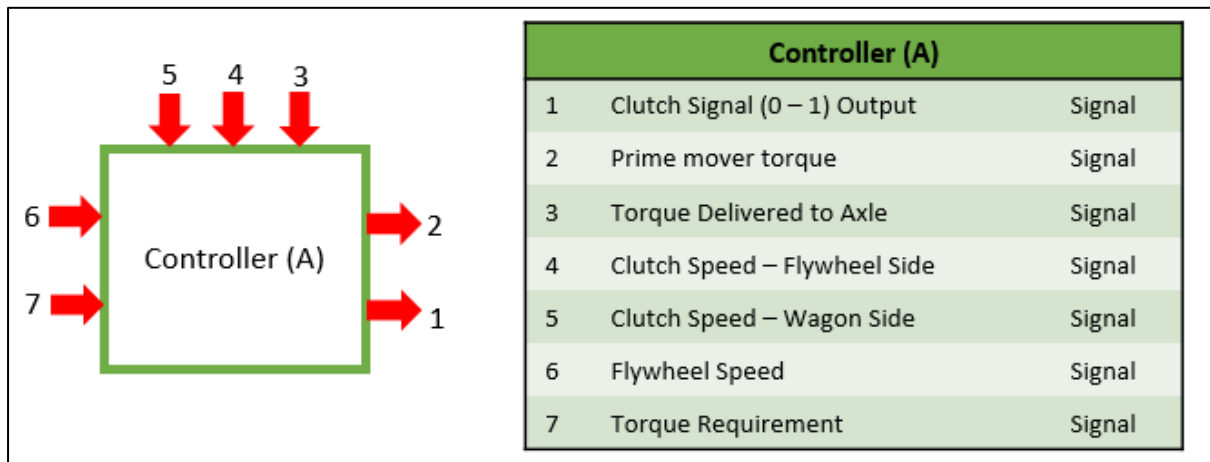 5 4 3
6
7
Controller (A)
2
1
Controller (A)
1 Clutch Signal (0 – 1) Output Signal
2 Prime mover torque Signal
3 Torque Delivered to Axle Signal
4 Clutch Speed – Flywheel Side Signal
5 Clutch Speed – Wagon Side Signal
6 Flywheel Speed Signal
7 Torque Requirement Signal